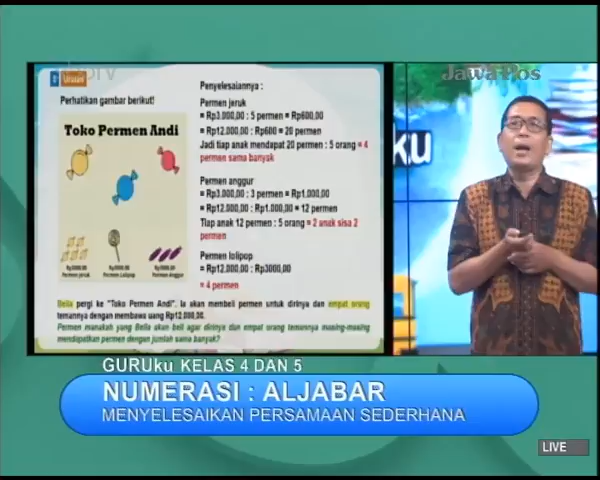 Jawa Pos
Perhatikan gambar berikut!
Toko Permen Andi
Permen jeruk
Permen Lolipop
Permen Anggur
Penyelesaiannya :
Permen jeruk
= Rp3.000,00 : 5 permen = Rp600,00
= Rp12.000,00 : Rp600 = 20 permen
Jadi tiap anak mendapat 20 permen : 5 orang = 4
permen sama banyak
Permen anggur
= Rp3.000,00 : 3 permen = Rp1.000,00
= Rp12.000,00 : Rp1.000,00 = 12 permen
Tiap anak 12 permen : 5 orang = 2 anak sisa 2
permen
Permen lolipop
= Rp12.000,00 : Rp3000,00
= 4 permen
Bella pergi ke "Toko Permen Andi". Ia akan membeli permen untuk dirinya dan empat orang
temannya dengan membawa uang Rp12.000,00.
Permen manakah yang Bella akan beli agar dirinya dan empat orang temannya masing-masing
mendapatkan permen dengan jumlah sama banyak?
ku
GURUku KELAS 4 DAN 5
NUMERASI : ALJABAR
MENYELESAIKAN PERSAMAAN SEDERHANA
LIVE